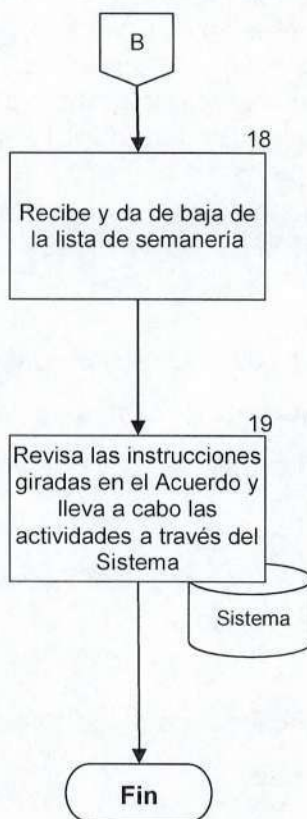 B
18
Recibe y da de baja de
la lista de semanería
19
Revisa las instrucciones
giradas en el Acuerdo y
lleva a cabo las
actividades a través del
Sistema
Sistema
Fin